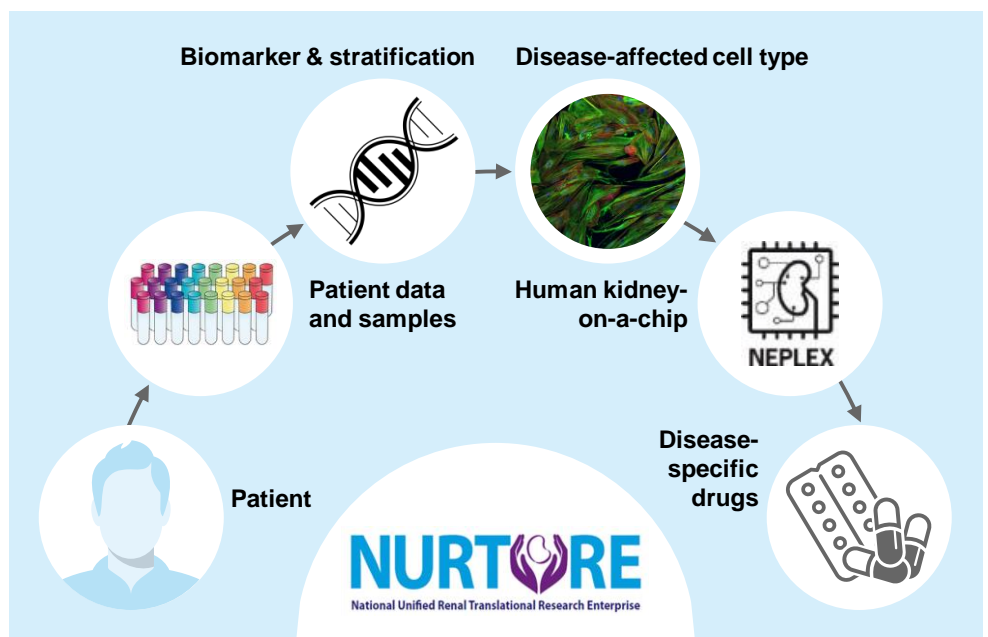 Biomarker & stratification
Disease-affected cell type
Patient data
and samples
Human kidney-
on-a-chip
NEPLEX
Disease-
specific
drugs
Patient
NURTURE
National Unified Renal Translational Research Enterprise